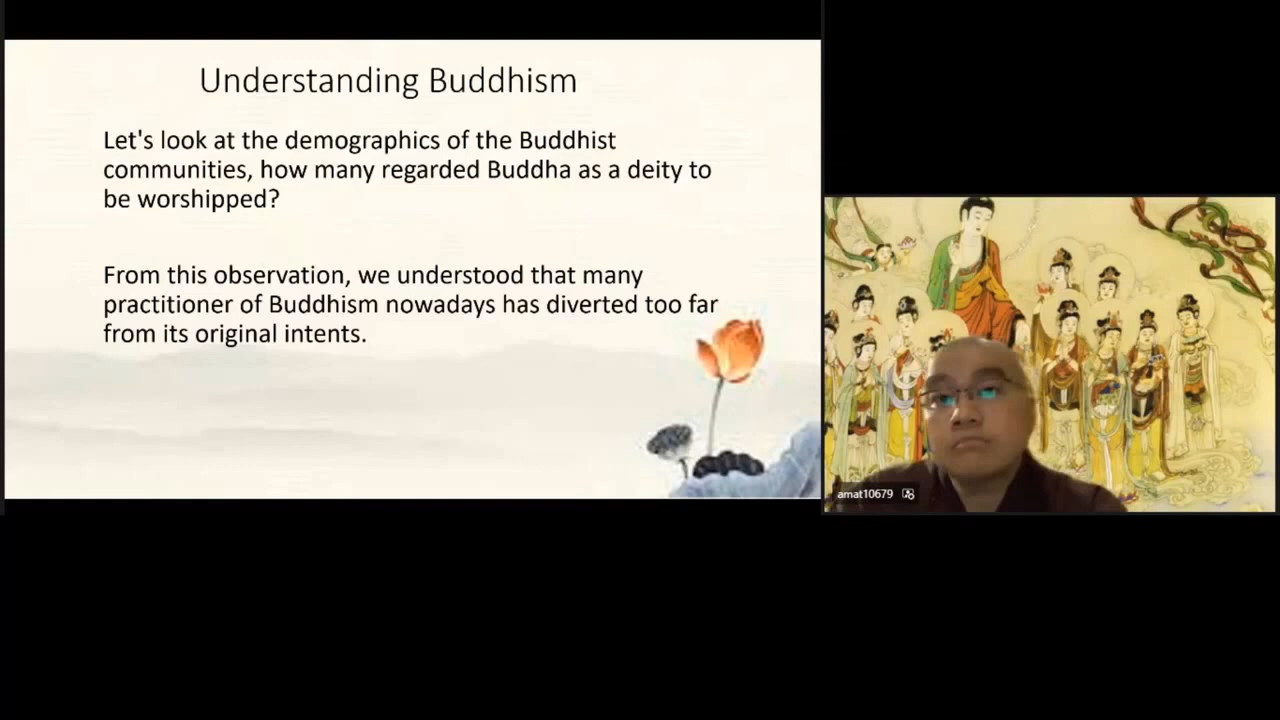 Understanding Buddhism
Let's look at the demographics of the Buddhist
communities, how many regarded Buddha as a deity to
be worshipped?
From this observation, we understood that many
practitioner of Buddhism nowadays has diverted too far
from its original intents.
amat10679